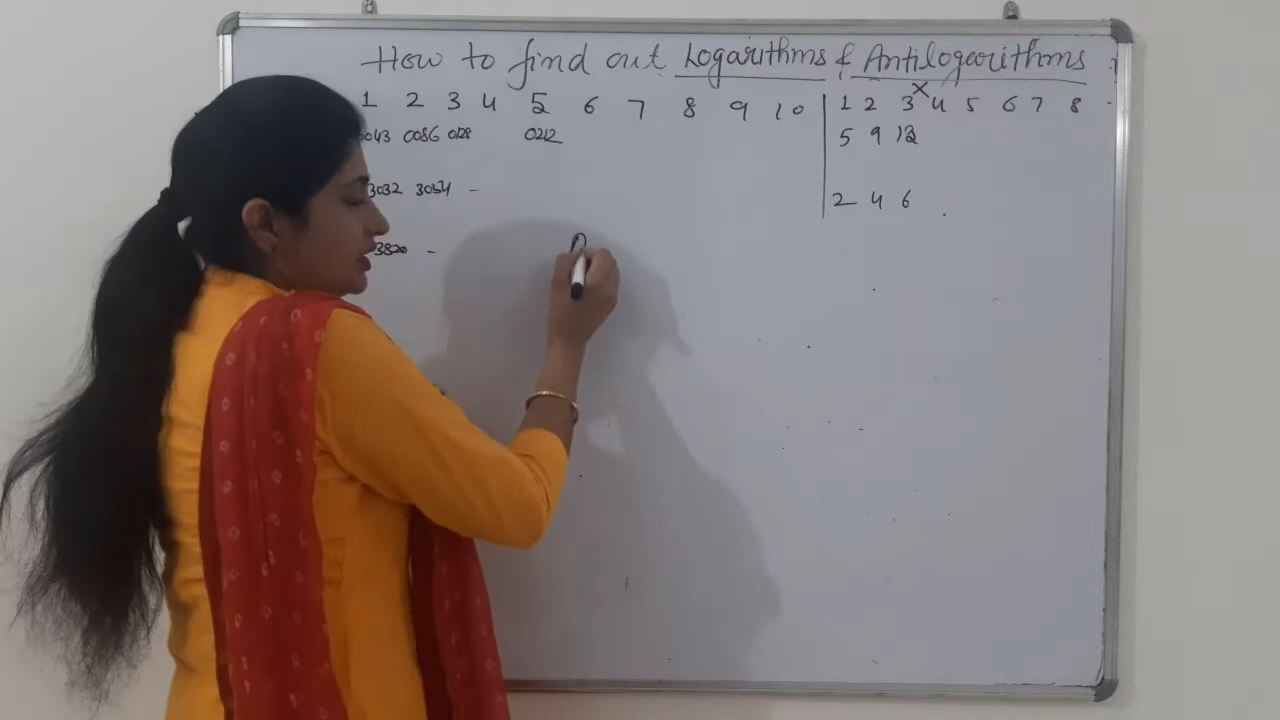 How to find out Logarithms & Antilogarithms
1 2 3 4 5 6 7 8 9 10 1 2 3 4 5 6 7 8
0043 0086 0128 0212 5 9 12
3032 3054 - 2 4 6
3820 -